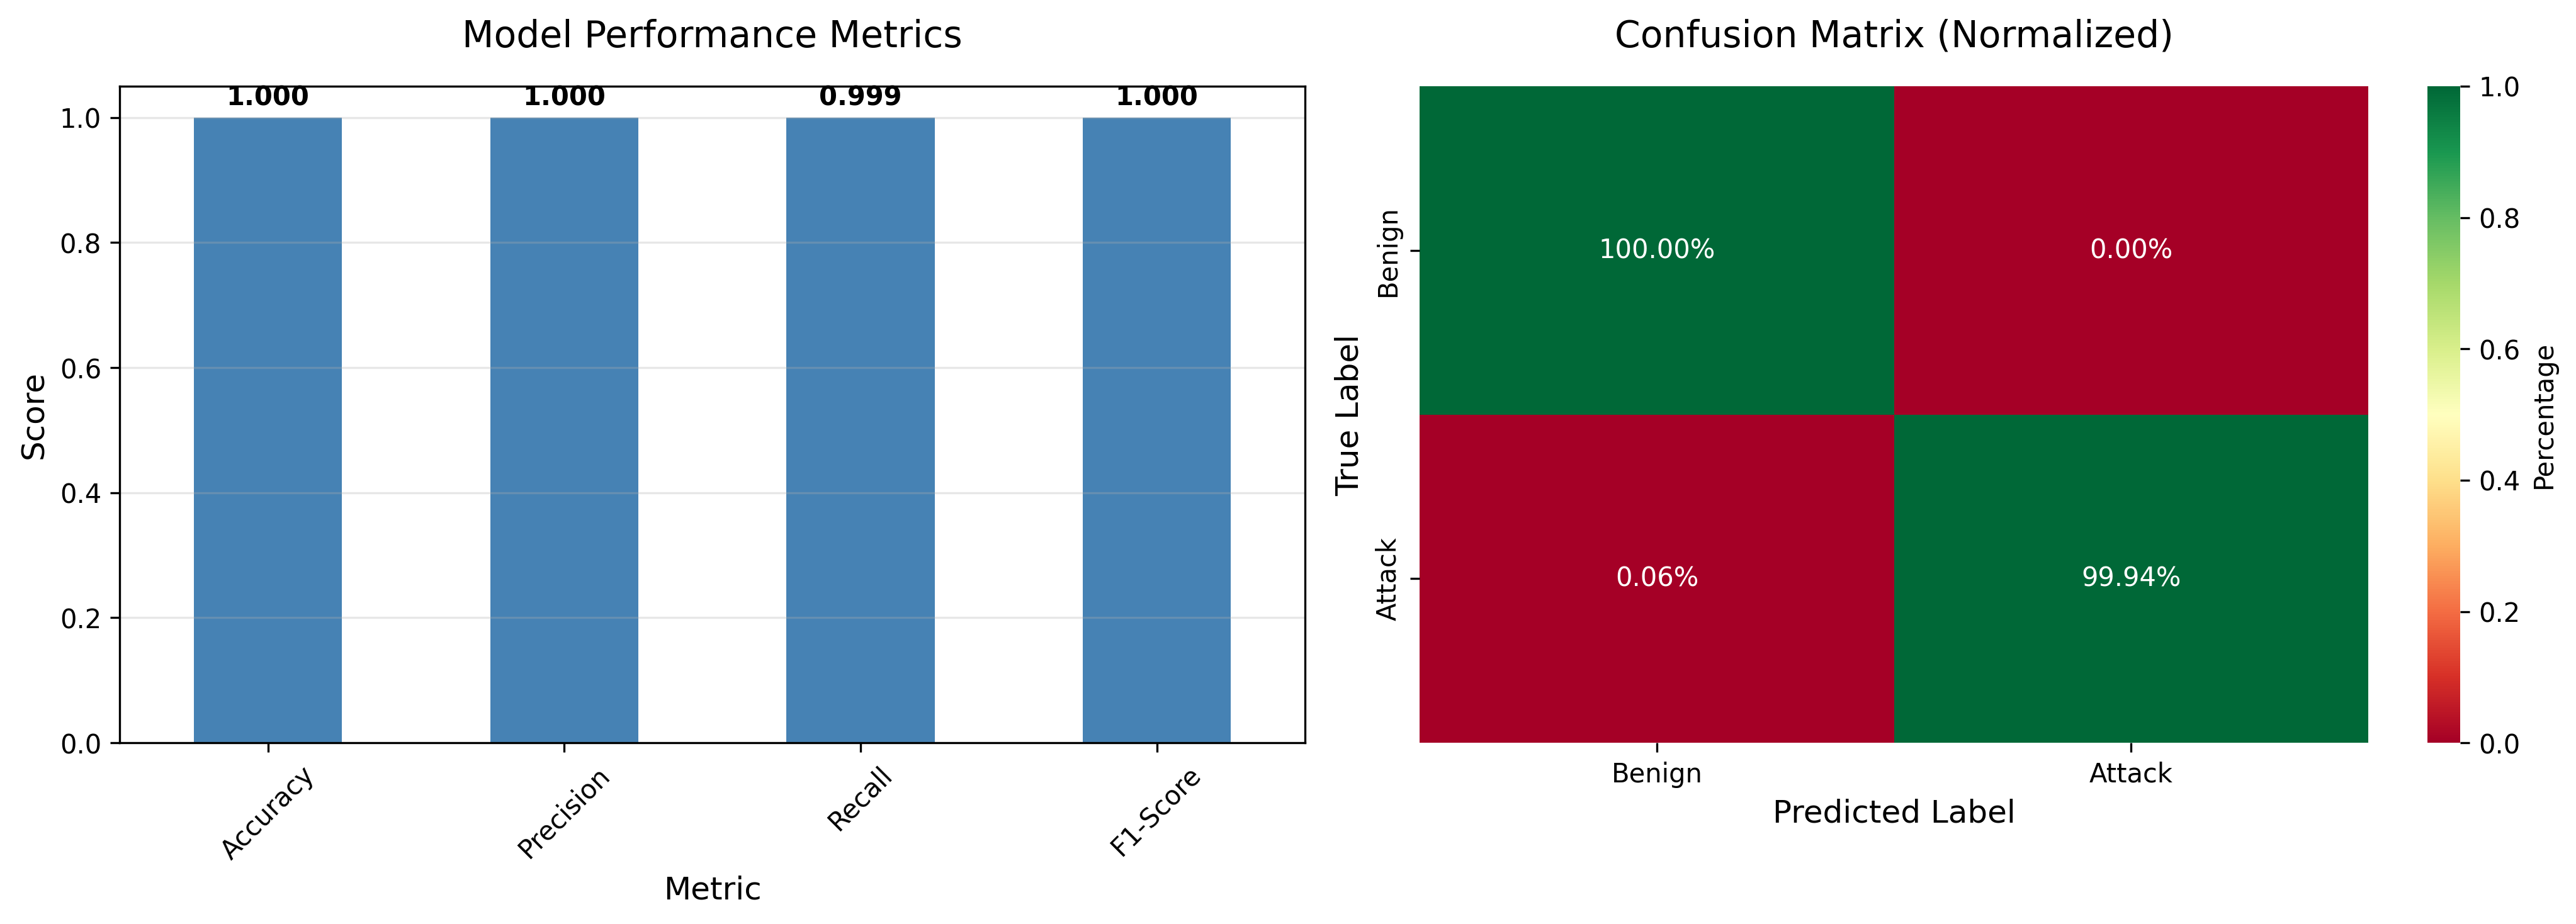 Model Performance Metrics
1.000
1.000
0.999
1.000
1.0
0.8
0.6
0.4
0.2
0.0
Score
Accuracy
Precision
Recall
F1-Score
Metric
Confusion Matrix (Normalized)
True Label
Benign
Attack
100.00%
0.00%
0.06%
99.94%
Benign
Attack
Predicted Label
1.0
0.8
0.6
0.4
0.2
0.0
Percentage